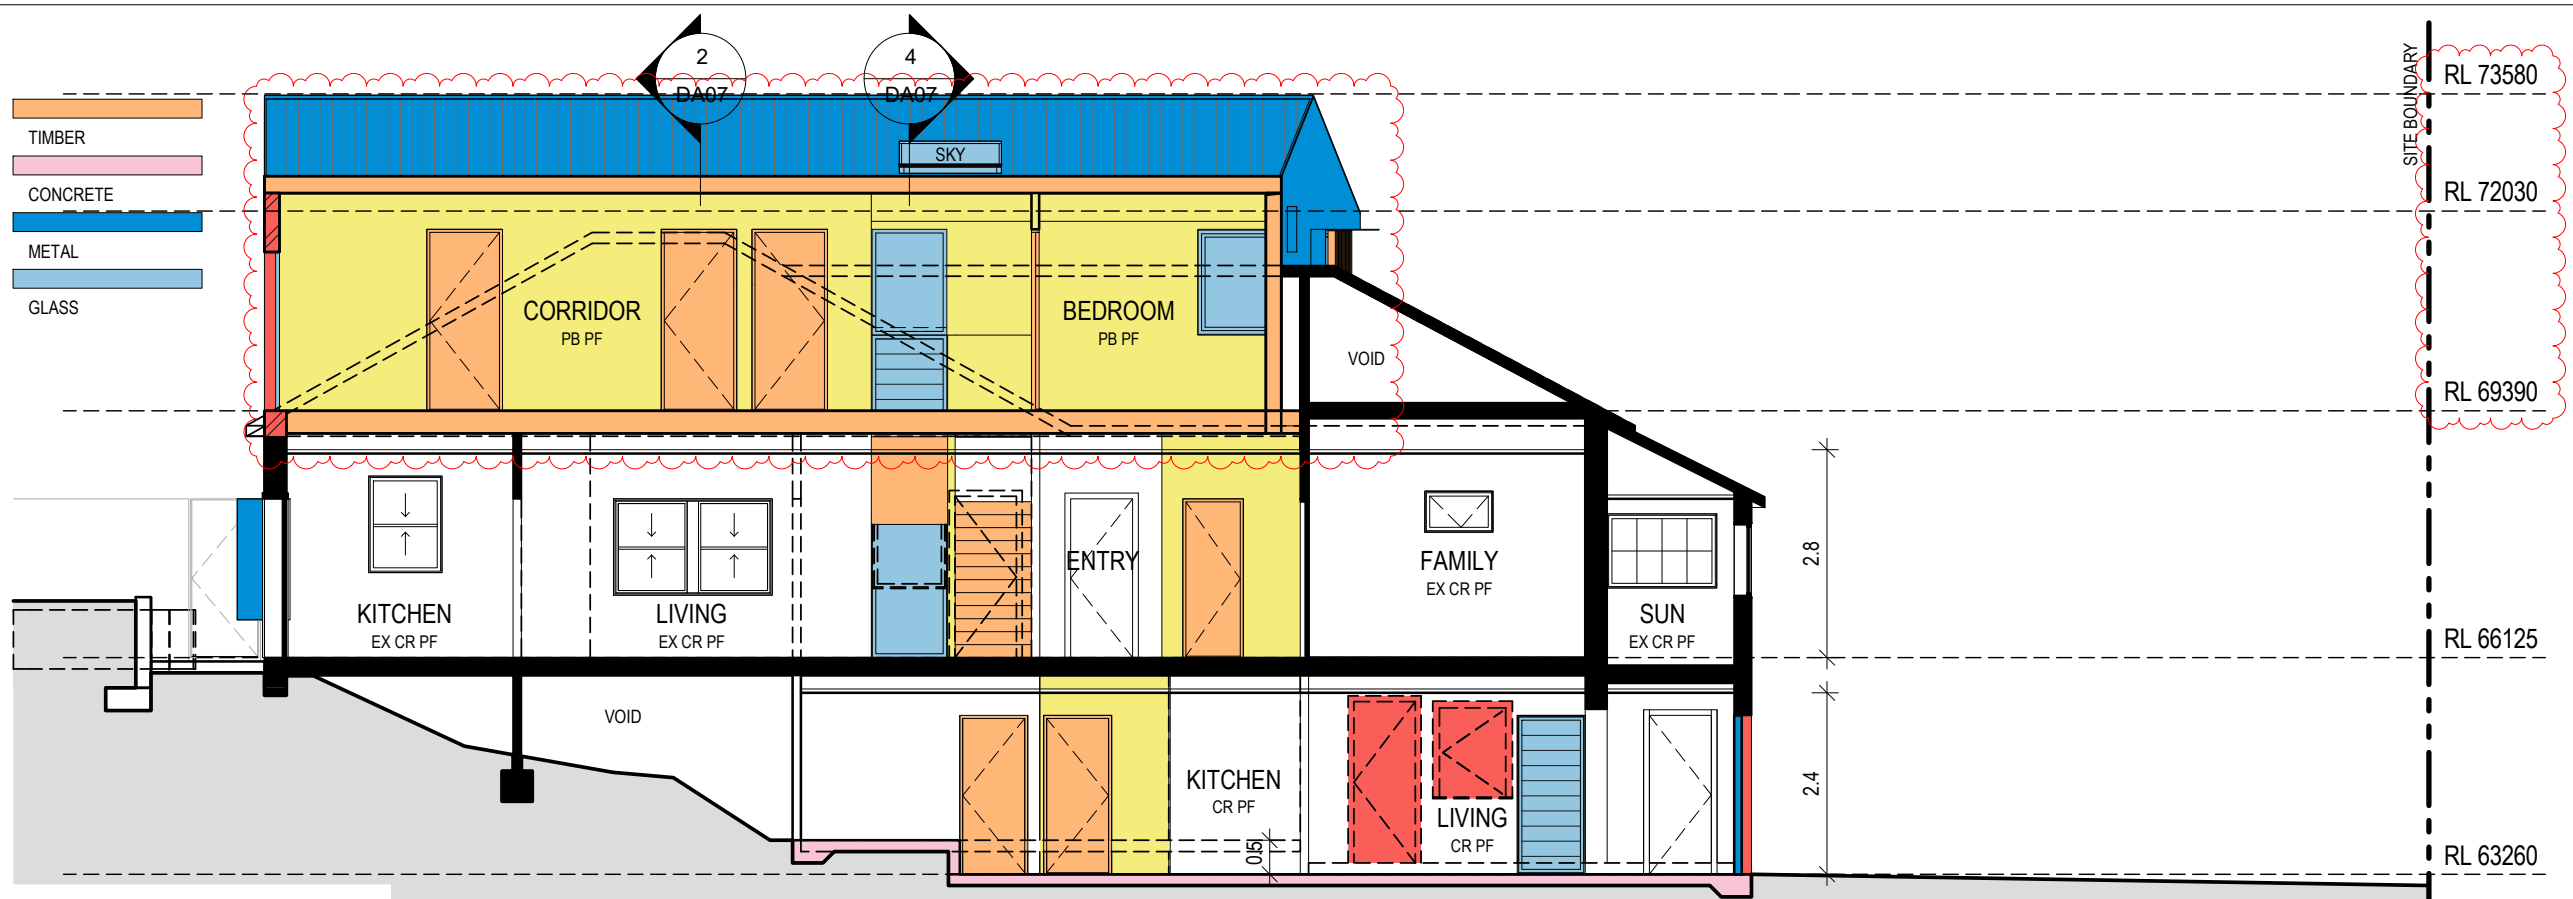 2
DA07
4
DA07
SITE BOUNDARY
RL 73580
TIMBER
CONCRETE
METAL
GLASS
SKY
RL 72030
CORRIDOR
PB PF
BEDROOM
PB PF
VOID
RL 69390
KITCHEN
EX CR PF
LIVING
EX CR PF
ENTRY
FAMILY
EX CR PF
SUN
EX CR PF
2.8
RL 66125
VOID
KITCHEN
CR PF
LIVING
CR PF
0.5
2.4
RL 63260